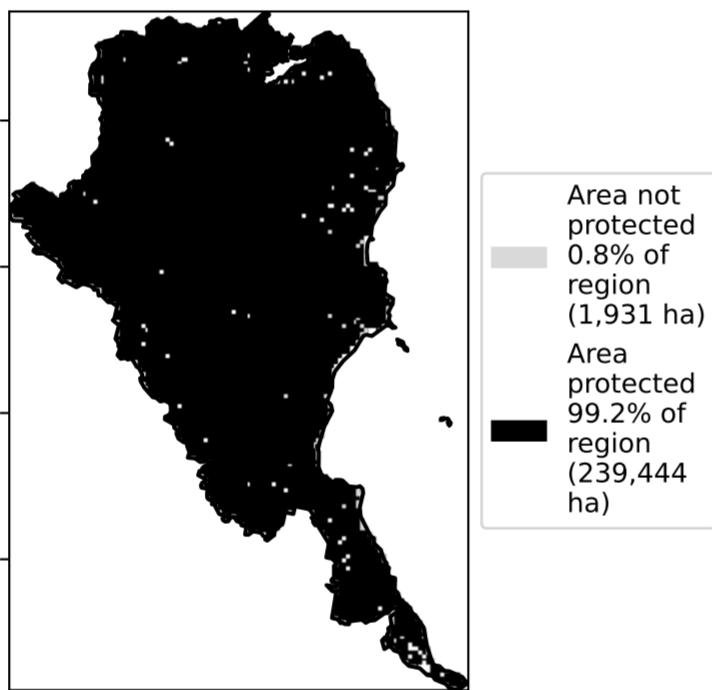 Area not
protected
0.8% of
region
(1,931 ha)
Area
protected
99.2% of
region
(239,444
ha)